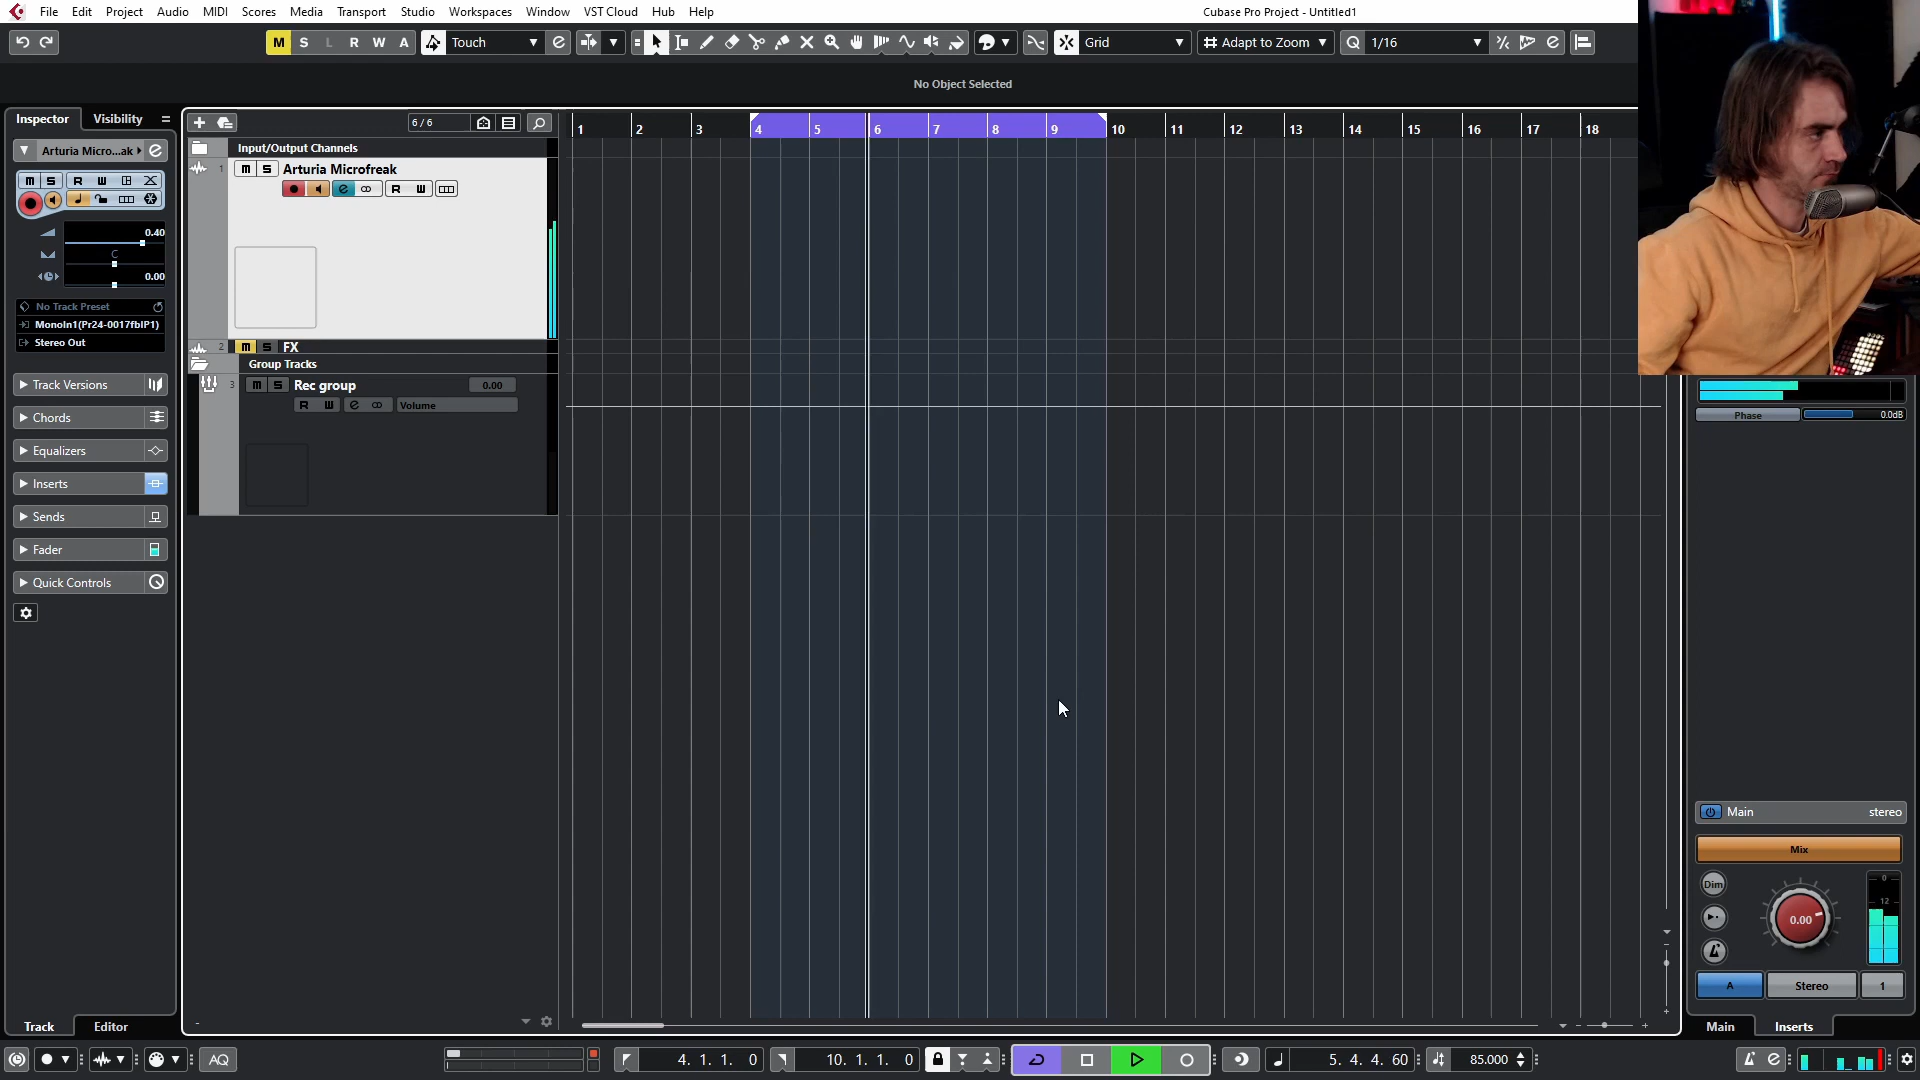 File Edit Project Audio MIDI Scores Media Transport Studio Workspaces Window VST Cloud Hub Help
Cubase Pro Project - Untitled1
M S L R W A Touch Grid Adapt to Zoom Q 1/16
No Object Selected
Inspector Visibility
6 / 6
1 2 3 4 5 6 7 8 9 10 11 12 13 14 15 16 17 18
Input/Output Channels
Arturia Micro...ak
1 m S Arturia Microfreak
R W
m S R W
0.40
C
0.00
No Track Preset
MonoIn1(Pr24-0017fbIP1)
Stereo Out
2 m S FX
Group Tracks
3 m S Rec group 0.00
R W Volume
Track Versions
Chords
Equalizers
Inserts
Sends
Fader
Quick Controls
Phase 0.0dB
Main stereo
Mix
Dim
0.00
0
12
A Stereo 1
Track Editor
Main Inserts
AQ
4. 1. 1. 0
10. 1. 1. 0
5. 4. 4. 60
85.000